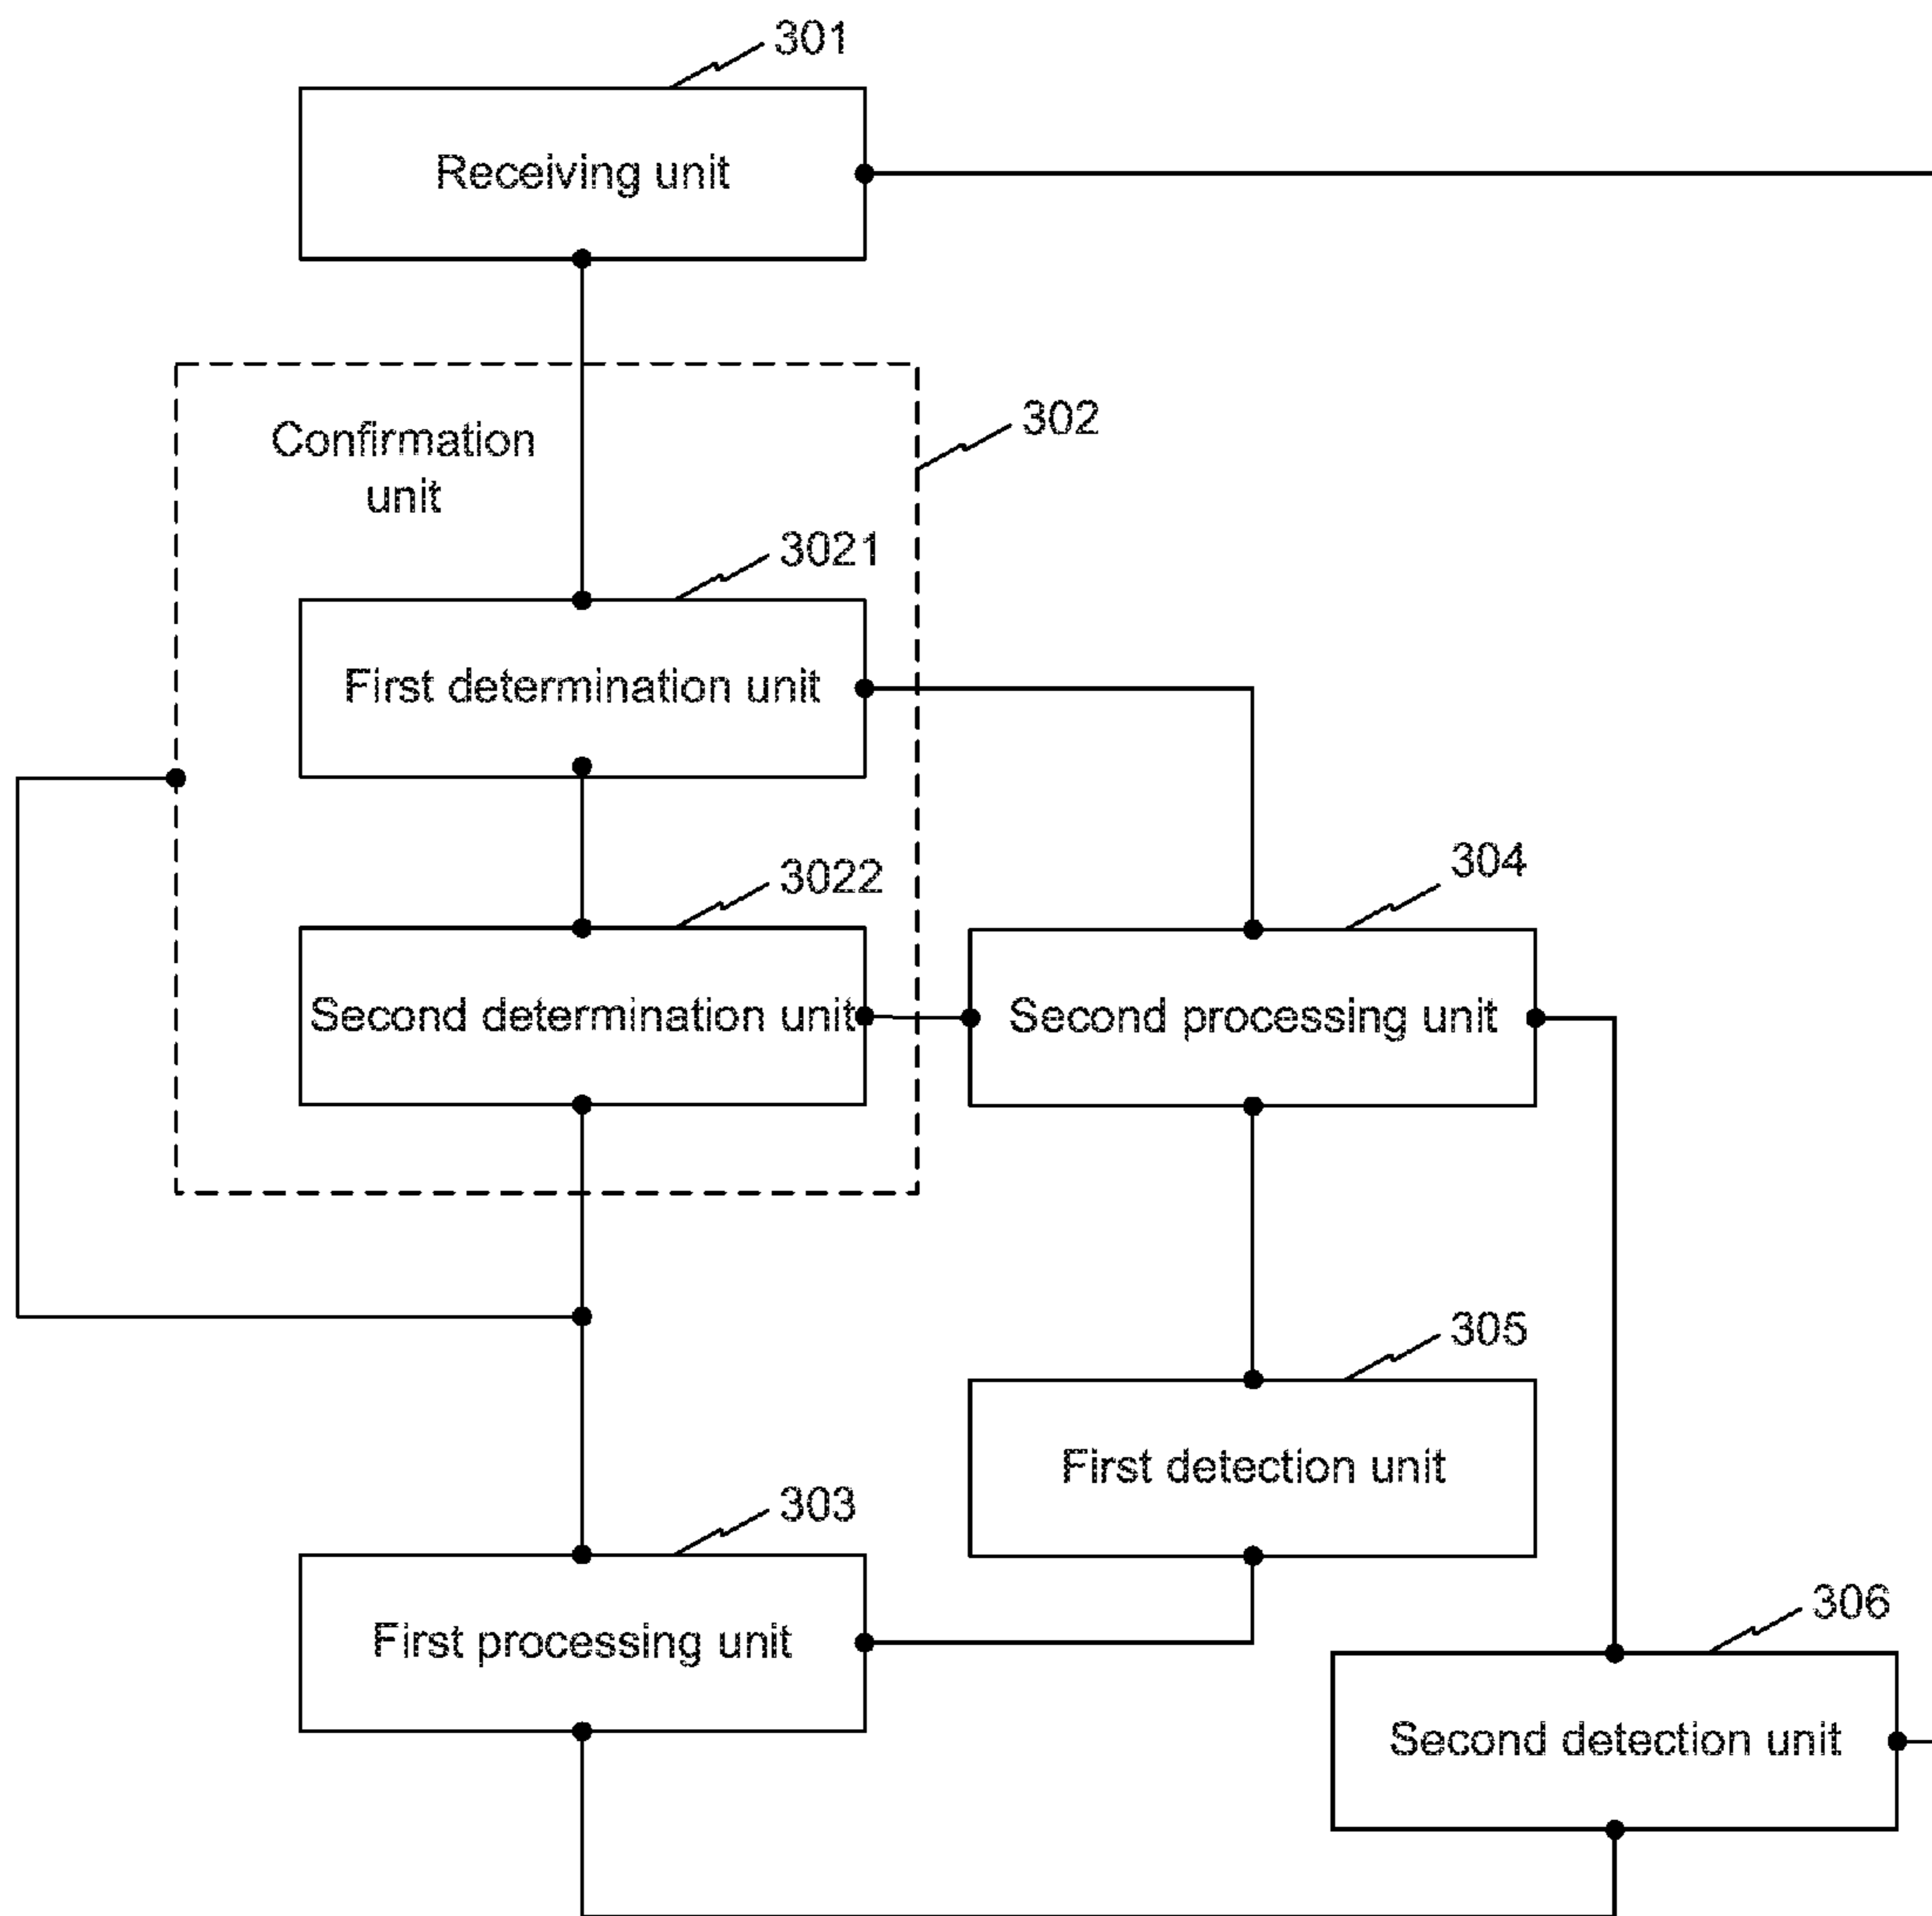 301
Receiving unit
302
Confirmation
unit
3021
First determination unit
3022
Second determination unit
304
Second processing unit
305
First detection unit
303
First processing unit
306
Second detection unit